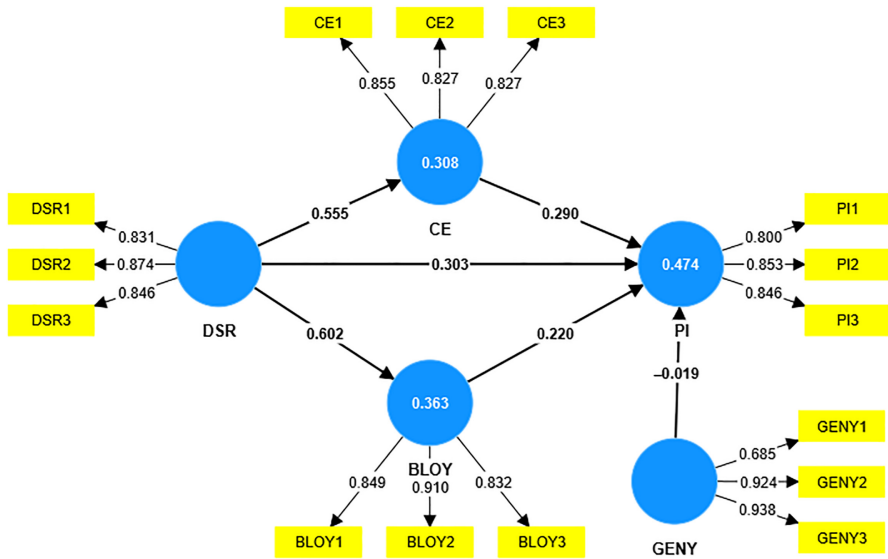 CE1
CE2
CE3
0.855
0.827
0.827
0.308
CE
DSR1
DSR2
DSR3
0.831
0.874
0.846
DSR
0.555
0.290
0.303
0.602
0.220
0.474
PI
0.800
0.853
0.846
PI1
PI2
PI3
–0.019
0.363
BLOY
0.849
0.910
0.832
BLOY1
BLOY2
BLOY3
GENY
0.685
0.924
0.938
GENY1
GENY2
GENY3